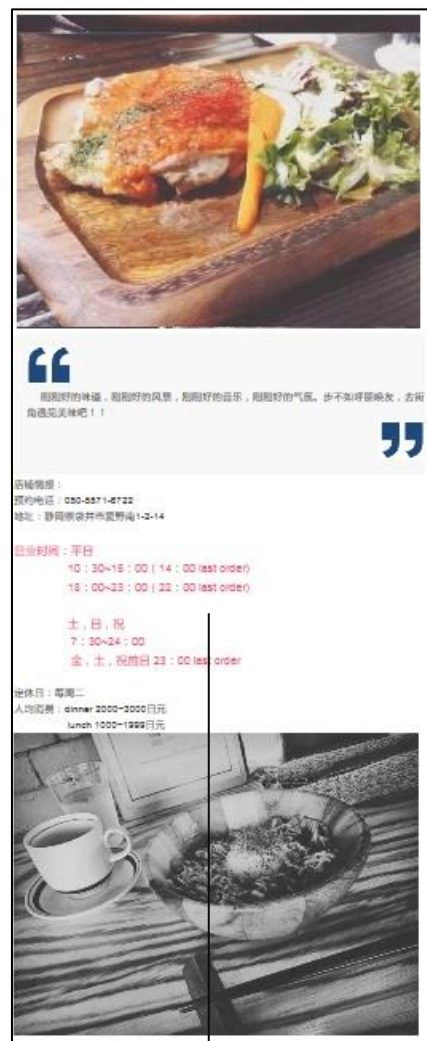 刚刚好的味道，刚刚好的风景，刚刚好的音乐，刚刚好的气氛。步不如呼朋唤友，去街
角遇见美味吧！！
店铺情报：
预约电话：050-5571-6722
地址：静冈县袋井市夏野南1-2-14
营业时间：平日
10：30~15：00（14：00 last order)
18：00~23：00（22：00 last order)
土，日，祝
7：30~24：00
金，土，祝前日 23：00 last order
定休日：每周二
人均消费：dinner 2000~3000日元
lunch 1000~1999日元